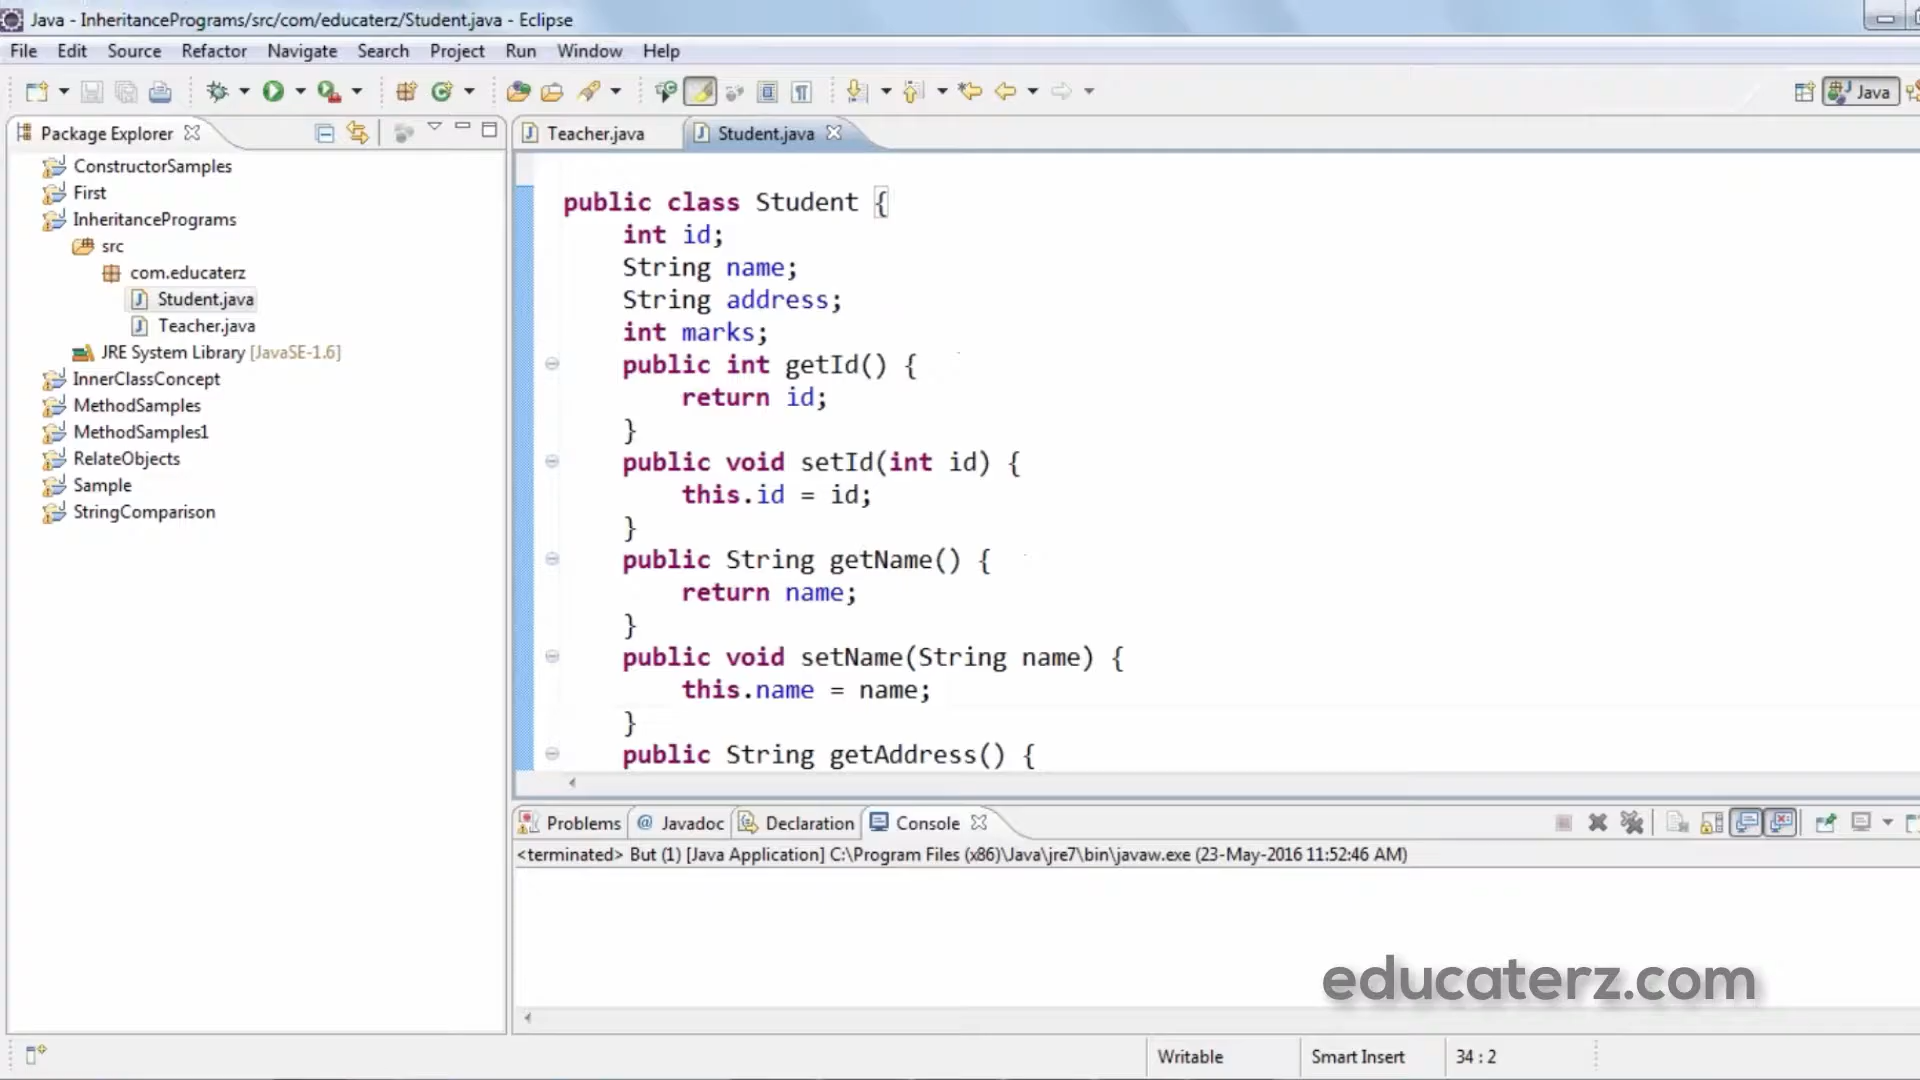 Java - InheritancePrograms/src/com/educaterz/Student.java - Eclipse
File Edit Source Refactor Navigate Search Project Run Window Help
Java
Package Explorer
Teacher.java Student.java
ConstructorSamples
First
InheritancePrograms
src
com.educaterz
Student.java
Teacher.java
JRE System Library [JavaSE-1.6]
InnerClassConcept
MethodSamples
MethodSamples1
RelateObjects
Sample
StringComparison
public class Student {
int id;
String name;
String address;
int marks;
public int getId() {
return id;
}
public void setId(int id) {
this.id = id;
}
public String getName() {
return name;
}
public void setName(String name) {
this.name = name;
}
public String getAddress() {
Problems @ Javadoc Declaration Console
<terminated> But (1) [Java Application] C:\Program Files (x86)\Java\jre7\bin\javaw.exe (23-May-2016 11:52:46 AM)
educaterz.com
Writable Smart Insert 34 : 2